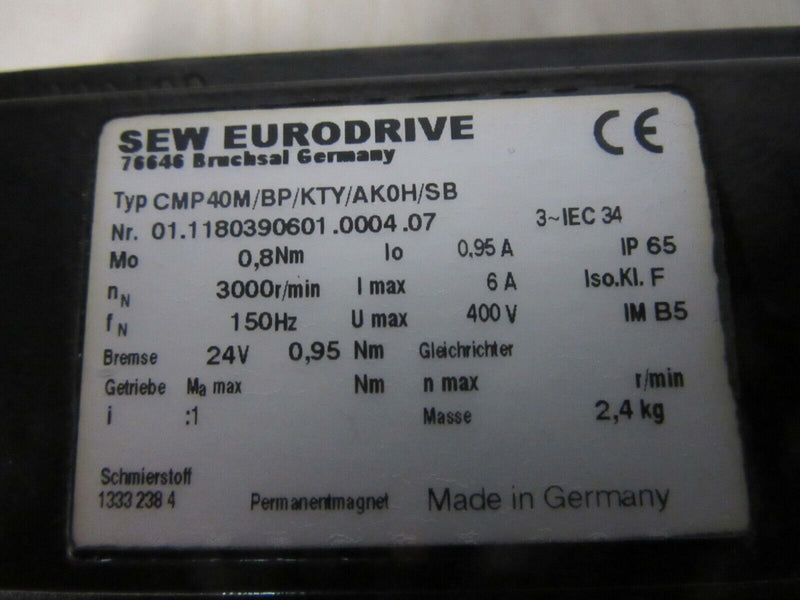 SEW EURODRIVE CE
76646 Bruchsal Germany
Typ CMP40M/BP/KTY/AK0H/SB
Nr. 01.1180390601.0004.07 3~IEC 34
Mo 0,8Nm Io 0,95 A IP 65
nN 3000r/min I max 6 A Iso.Kl. F
fN 150Hz U max 400 V IM B5
Bremse 24V 0,95 Nm Gleichrichter
Getriebe Ma max Nm n max r/min
i :1 Masse 2,4 kg
Schmierstoff
1333 238 4 Permanentmagnet Made in Germany